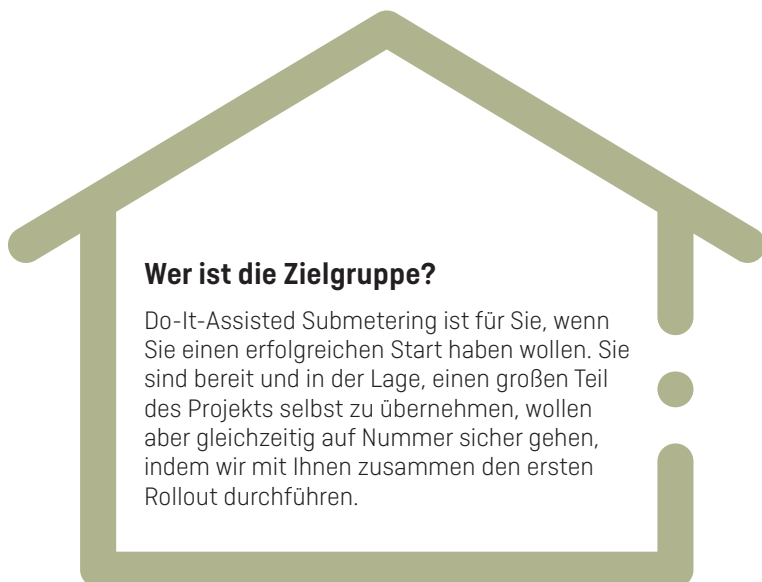 Wer ist die Zielgruppe?
Do-It-Assisted Submetering ist für Sie, wenn
Sie einen erfolgreichen Start haben wollen. Sie
sind bereit und in der Lage, einen großen Teil
des Projekts selbst zu übernehmen, wollen
aber gleichzeitig auf Nummer sicher gehen,
indem wir mit Ihnen zusammen den ersten
Rollout durchführen.